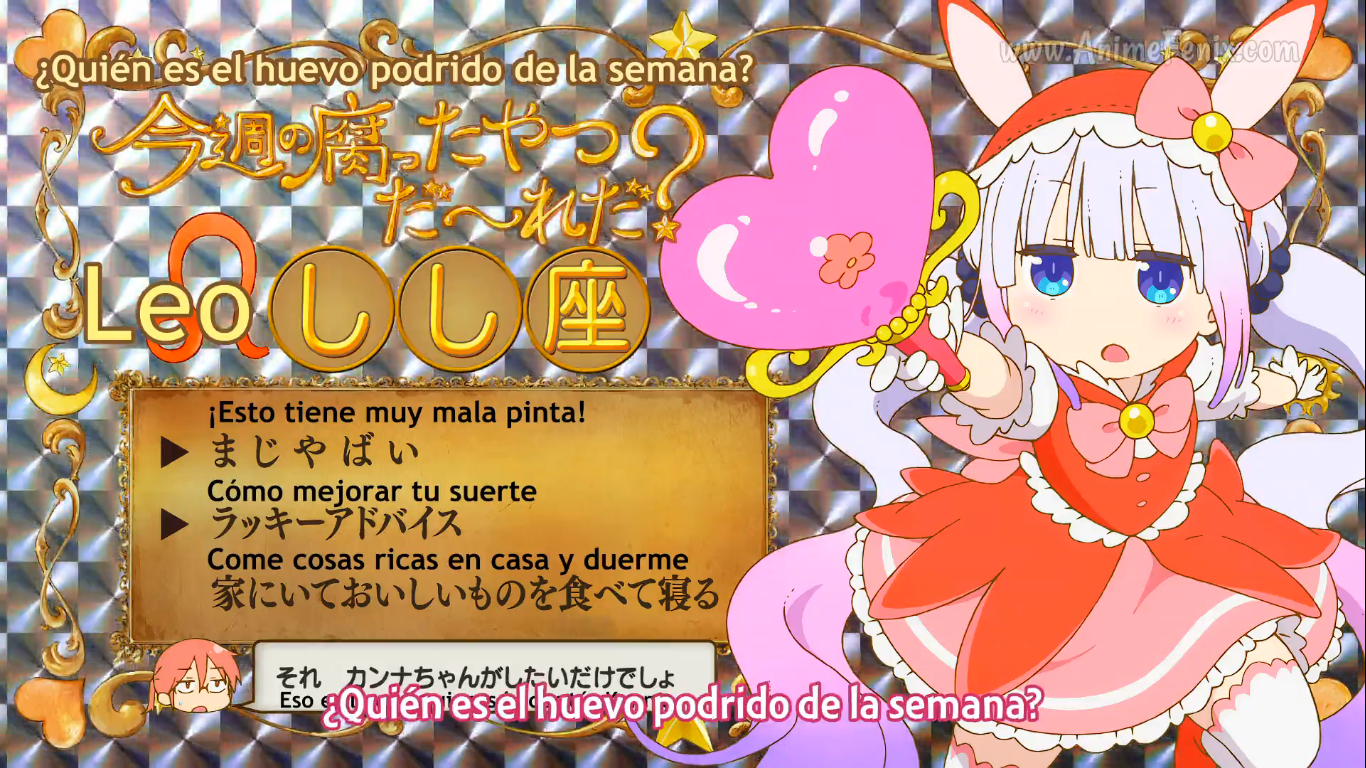 www.AnimeFenix.com
¿Quién es el huevo podrido de la semana?
今週の腐ったやつ
だ〜れだ?
Leo しし座
¡Esto tiene muy mala pinta!
▶ まじやばい
Cómo mejorar tu suerte
▶ ラッキーアドバイス
Come cosas ricas en casa y duerme
家にいておいしいものを食べて寝る
それ カンナちゃんがしたいだけでしょ
Eso
¿Quién es el huevo podrido de la semana?